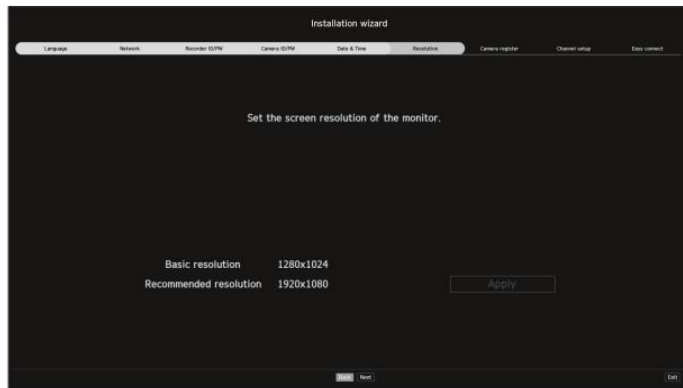 Installation wizard
Language Network Recorder ID/PW Camera ID/PW Date & Time Resolution Camera register Channel setup Easy connect
Set the screen resolution of the monitor.
Basic resolution 1280x1024
Recommended resolution 1920x1080 Apply
Back Next Exit